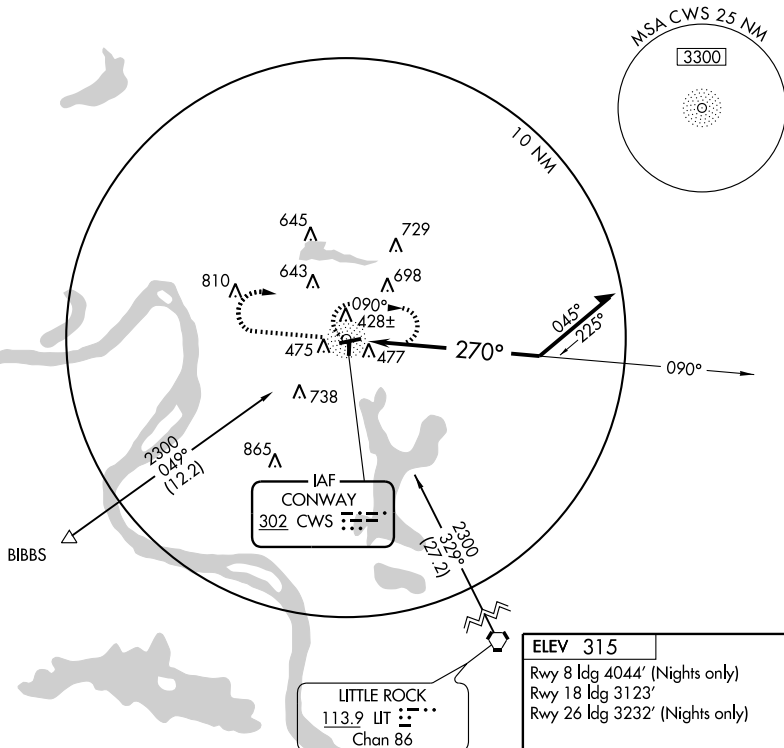 MSA CWS 25 NM
3300
10 NM
645
729
643
698
810
090°
428±
475
477
270°
045°
225°
090°
738
865
2300
049°
(12.2)
BIBBS
IAF
CONWAY
302 CWS
2300
329°
(27.2)
LITTLE ROCK
113.9 LIT
Chan 86
ELEV 315
Rwy 8 ldg 4044' (Nights only)
Rwy 18 ldg 3123'
Rwy 26 ldg 3232' (Nights only)